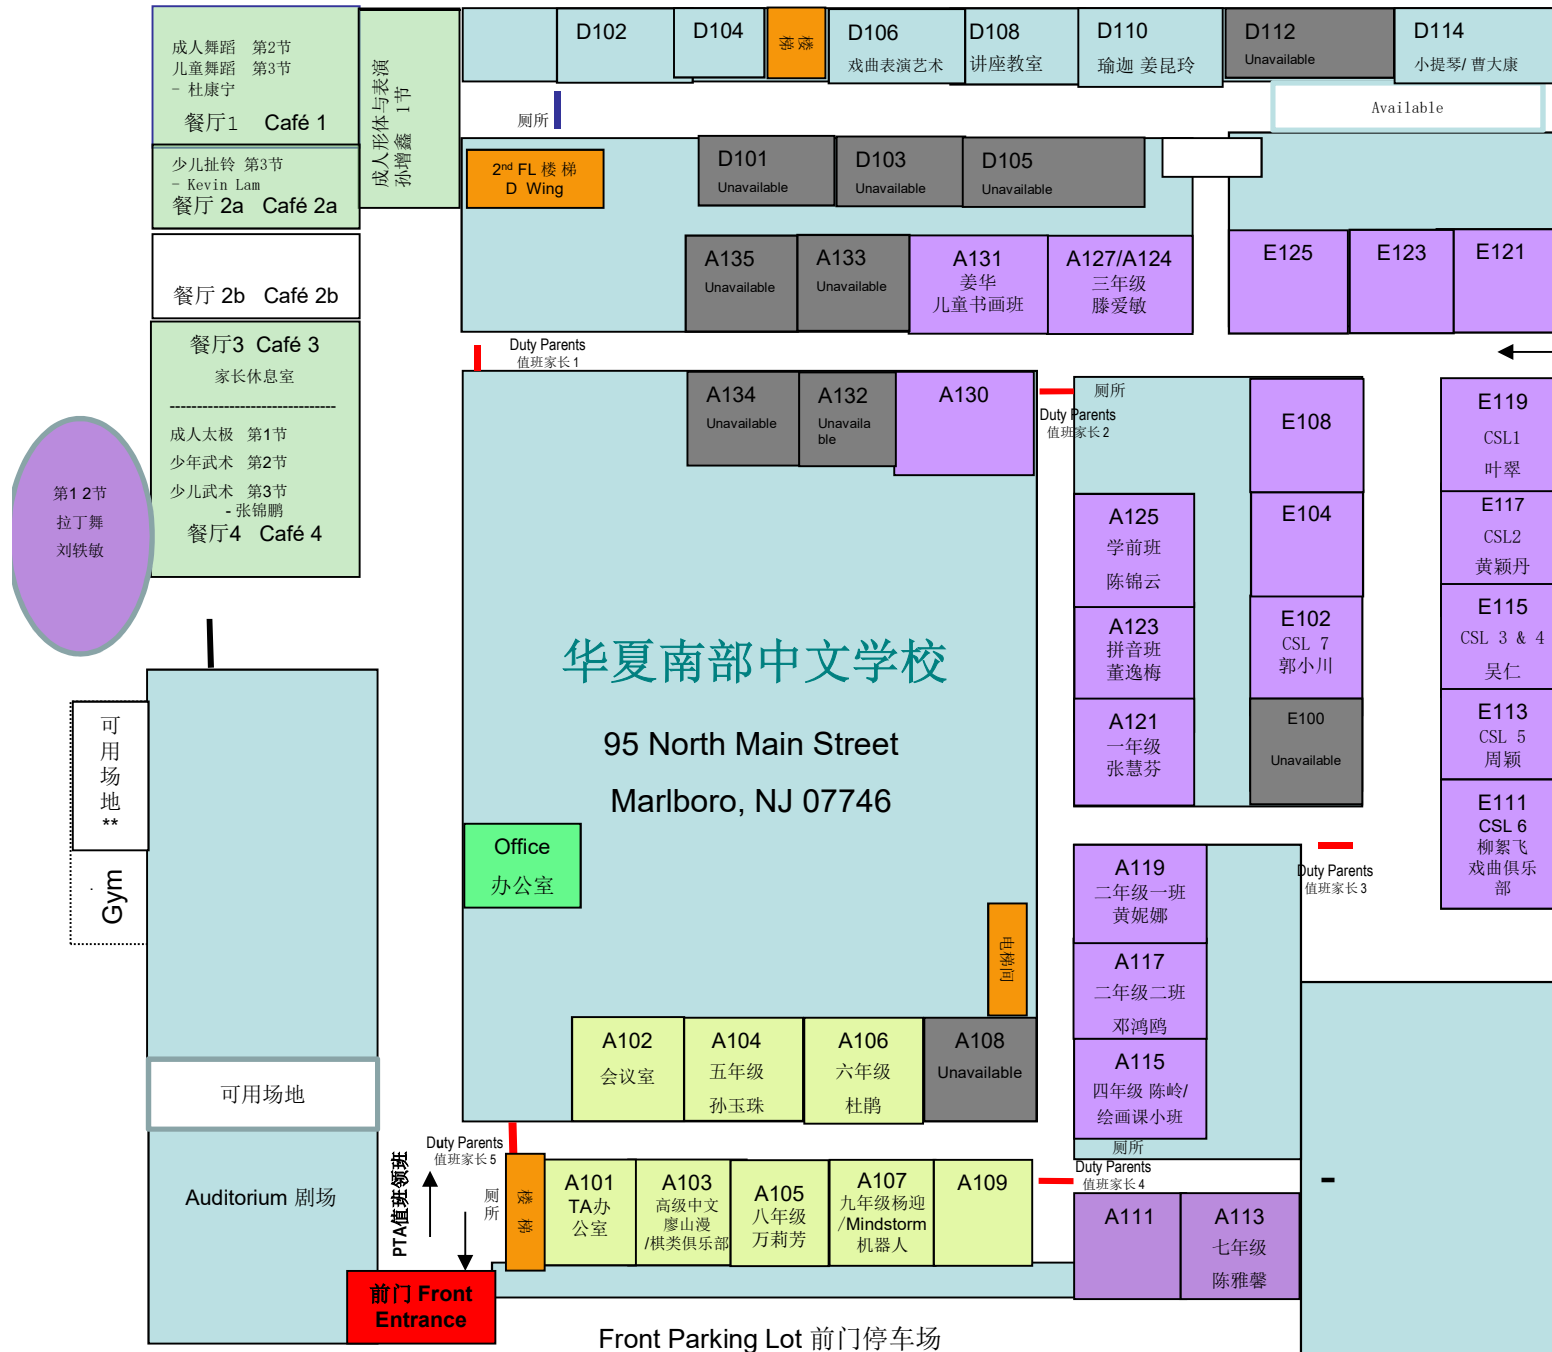 成人舞蹈 第2节
儿童舞蹈 第3节
- 杜康宁
餐厅1 Café 1
成人形体与表演
孙增鑫 1节
少儿扯铃 第3节
- Kevin Lam
餐厅 2a Café 2a
餐厅 2b Café 2b
餐厅3 Café 3
家长休息室
--------------------------------
成人太极 第1节
少年武术 第2节
少儿武术 第3节
- 张锦鹏
餐厅4 Café 4
第1 2节
拉丁舞
刘轶敏
D102
D104
楼梯
D106
戏曲表演艺术
D108
讲座教室
D110
瑜迦 姜昆玲
D112
Unavailable
D114
小提琴/ 曹大康
Available
厕所
2nd FL 楼 梯
D Wing
D101
Unavailable
D103
Unavailable
D105
Unavailable
A135
Unavailable
A133
Unavailable
A131
姜华
儿童书画班
A127/A124
三年级
滕爱敏
E125
E123
E121
Duty Parents
值班家长 1
A134
Unavailable
A132
Unavaila
ble
A130
厕所
Duty Parents
值班家长 2
E108
E104
E102
CSL 7
郭小川
E100
Unavailable
A125
学前班
陈锦云
A123
拼音班
董逸梅
A121
一年级
张慧芬
E119
CSL1
叶翠
E117
CSL2
黄颖丹
E115
CSL 3 & 4
吴仁
E113
CSL 5
周颖
E111
CSL 6
柳絮飞
戏曲俱乐
部
华夏南部中文学校
95 North Main Street
Marlboro, NJ 07746
可
用
场
地
**
Gym
Office
办公室
电梯间
A119
二年级一班
黄妮娜
A117
二年级二班
邓鸿鸥
A115
四年级 陈岭/
绘画课小班
厕所
Duty Parents
值班家长 3
A102
会议室
A104
五年级
孙玉珠
A106
六年级
杜鹃
A108
Unavailable
可用场地
Auditorium 剧场
PTA值班领班
Duty Parents
值班家长 5
厕所
楼梯
A101
TA办
公室
A103
高级中文
廖山漫
/棋类俱乐部
A105
八年级
万莉芳
A107
九年级杨迎
/Mindstorm
机器人
A109
Duty Parents
值班家长 4
A111
A113
七年级
陈雅馨
-
前门 Front
Entrance
Front Parking Lot 前门停车场